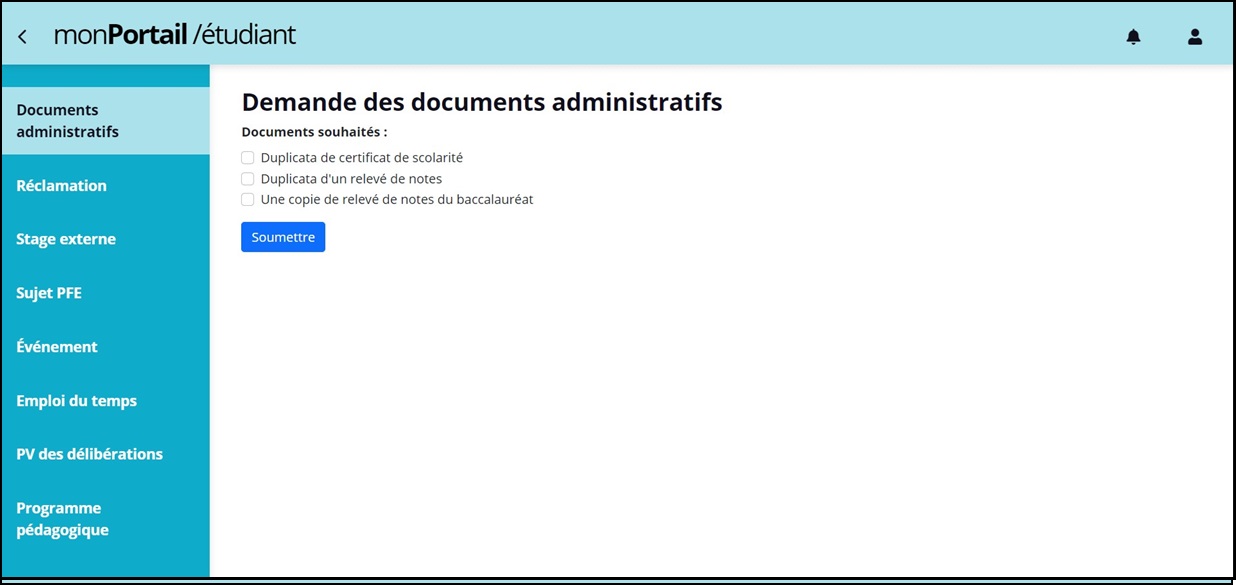 monPortail /étudiant
Documents
administratifs
Réclamation
Stage externe
Sujet PFE
Événement
Emploi du temps
PV des délibérations
Programme
pédagogique
Demande des documents administratifs
Documents souhaités :
Duplicata de certificat de scolarité
Duplicata d'un relevé de notes
Une copie de relevé de notes du baccalauréat
Soumettre